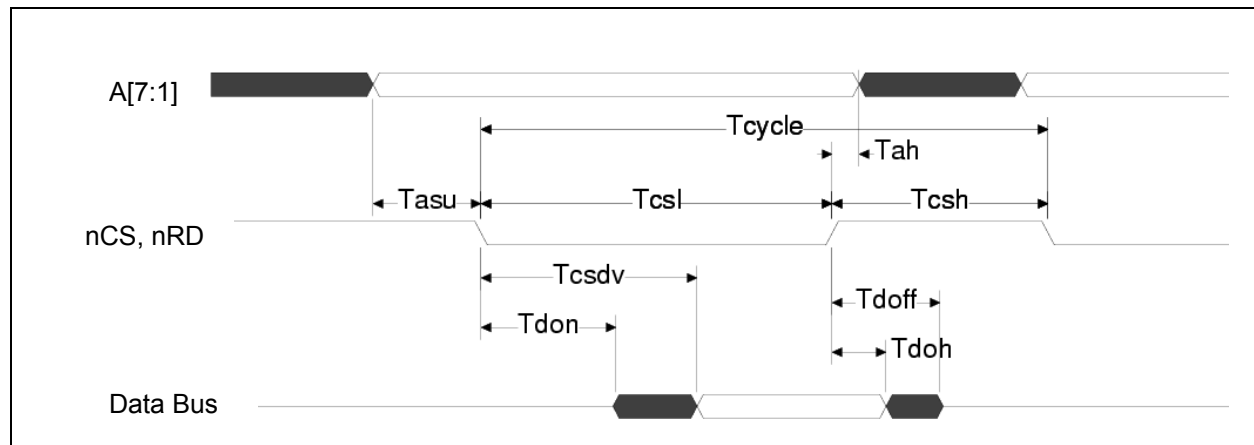 A[7:1]
Tcycle
Tah
Tasu
Tcsl
Tcsh
nCS, nRD
Tcsdv
Tdoff
Tdon
Tdoh
Data Bus